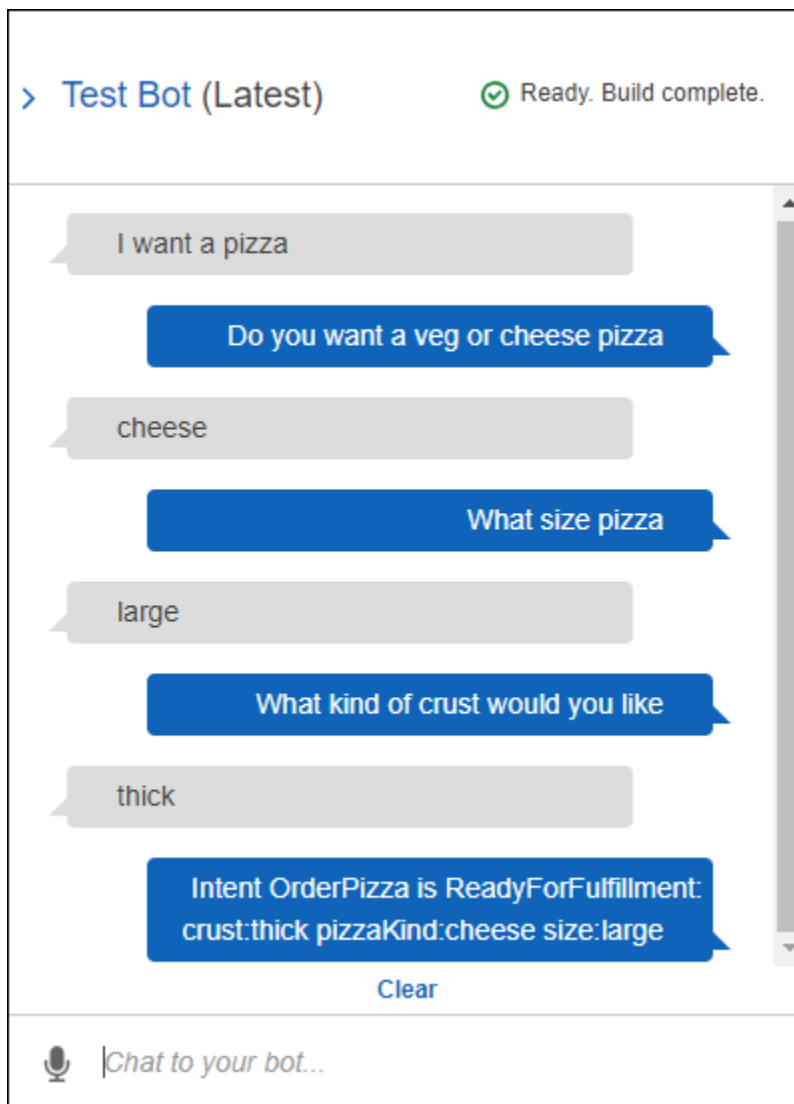 Test Bot (Latest)
Ready. Build complete.
I want a pizza
Do you want a veg or cheese pizza
cheese
What size pizza
large
What kind of crust would you like
thick
Intent OrderPizza is ReadyForFulfillment:
crust:thick pizzaKind:cheese size:large
Clear
Chat to your bot...